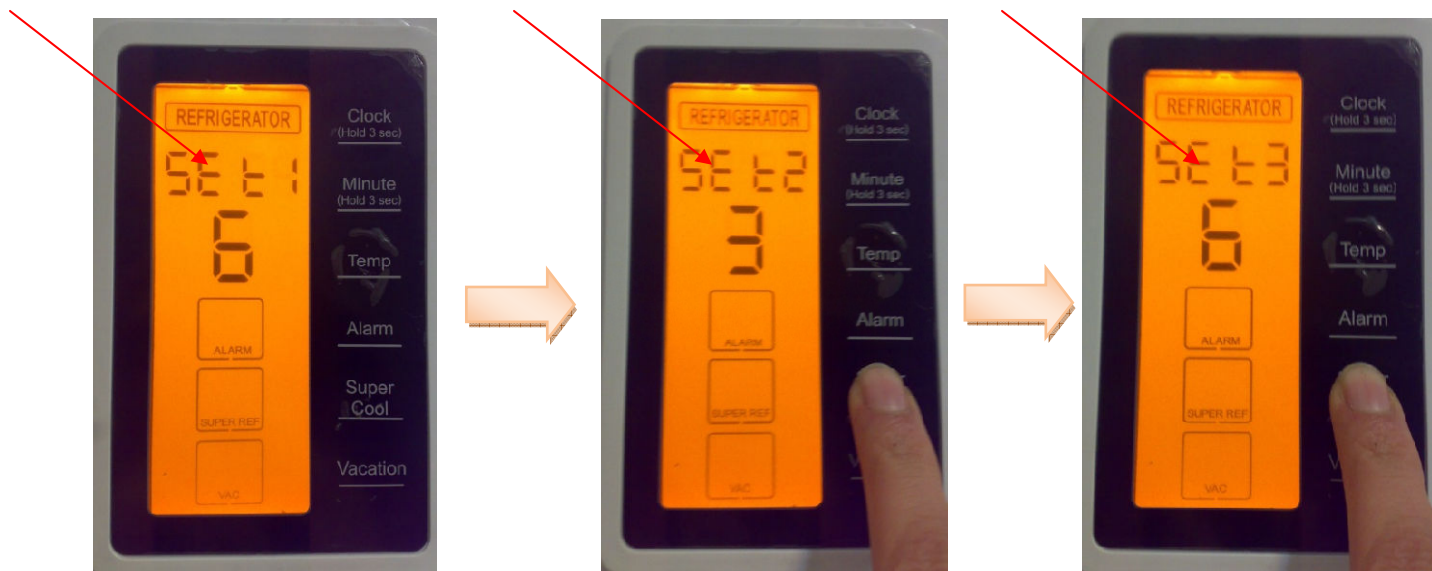 REFRIGERATOR
SEt1
6
ALARM
SUPER REF
VAC
Clock
(Hold 3 sec)
Minute
(Hold 3 sec)
Temp
Alarm
Super
Cool
Vacation
REFRIGERATOR
SEt2
3
ALARM
SUPER REF
VAC
Clock
(Hold 3 sec)
Minute
(Hold 3 sec)
Temp
Alarm
REFRIGERATOR
SEt3
6
ALARM
SUPER REF
VAC
Clock
(Hold 3 sec)
Minute
(Hold 3 sec)
Temp
Alarm